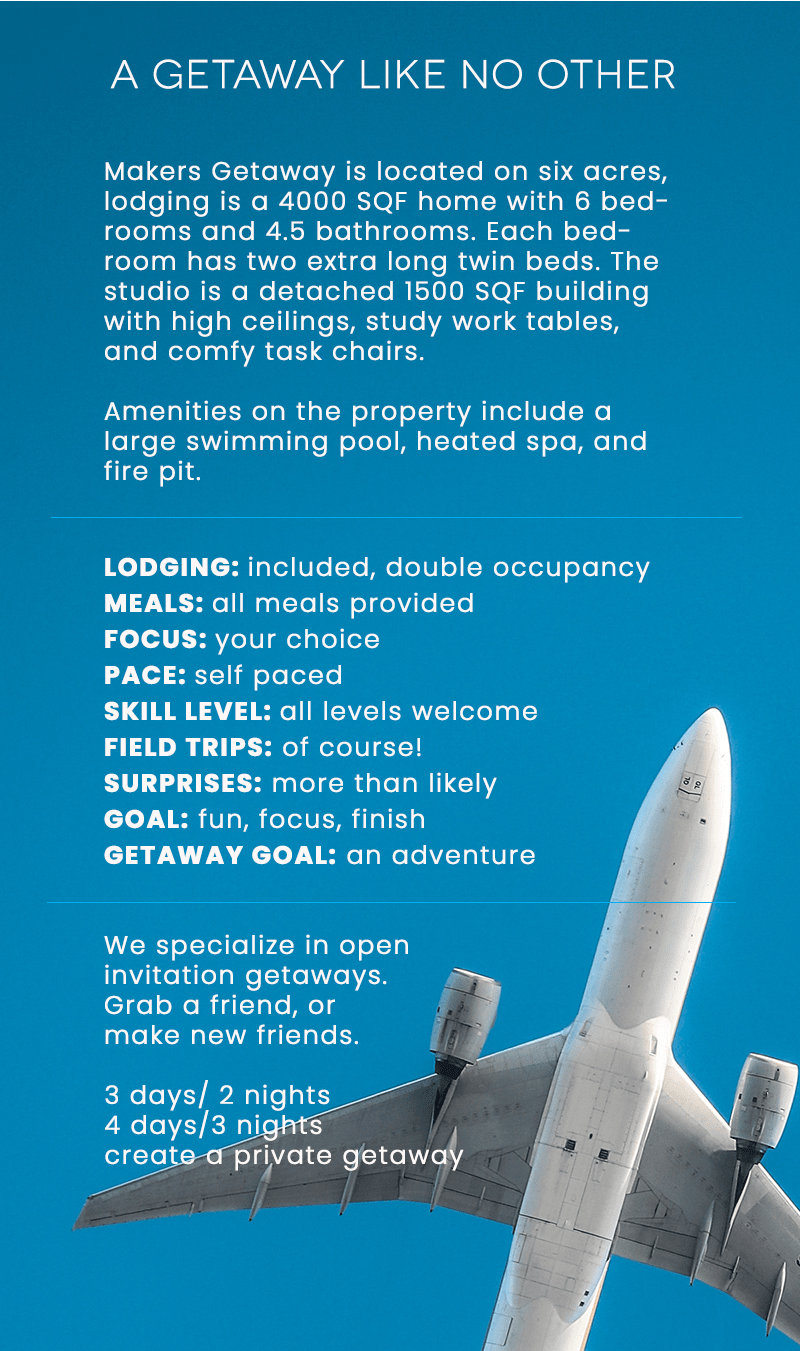 A GETAWAY LIKE NO OTHER
Makers Getaway is located on six acres,
lodging is a 4000 SQF home with 6 bed-
rooms and 4.5 bathrooms. Each bed-
room has two extra long twin beds. The
studio is a detached 1500 SQF building
with high ceilings, study work tables,
and comfy task chairs.
Amenities on the property include a
large swimming pool, heated spa, and
fire pit.
LODGING: included, double occupancy
MEALS: all meals provided
FOCUS: your choice
PACE: self paced
SKILL LEVEL: all levels welcome
FIELD TRIPS: of course!
SURPRISES: more than likely
GOAL: fun, focus, finish
GETAWAY GOAL: an adventure
We specialize in open
invitation getaways.
Grab a friend, or
make new friends.
3 days/ 2 nights
4 days/3 nights
create a private getaway